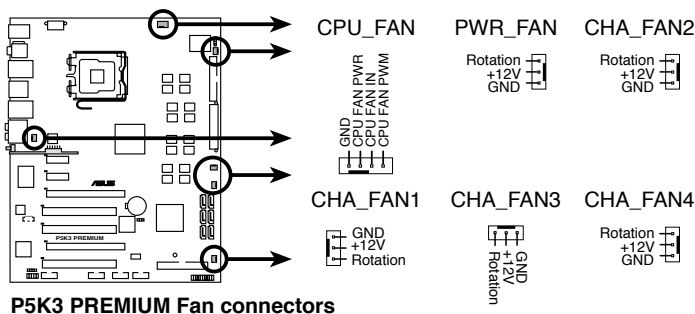 CPU_FAN
GND
CPU FAN PWR
CPU FAN IN
CPU FAN PWM
PWR_FAN
Rotation
+12V
GND
CHA_FAN2
Rotation
+12V
GND
CHA_FAN1
GND
+12V
Rotation
CHA_FAN3
GND
+12V
Rotation
CHA_FAN4
Rotation
+12V
GND
ASUS
P5K3 PREMIUM
P5K3 PREMIUM Fan connectors